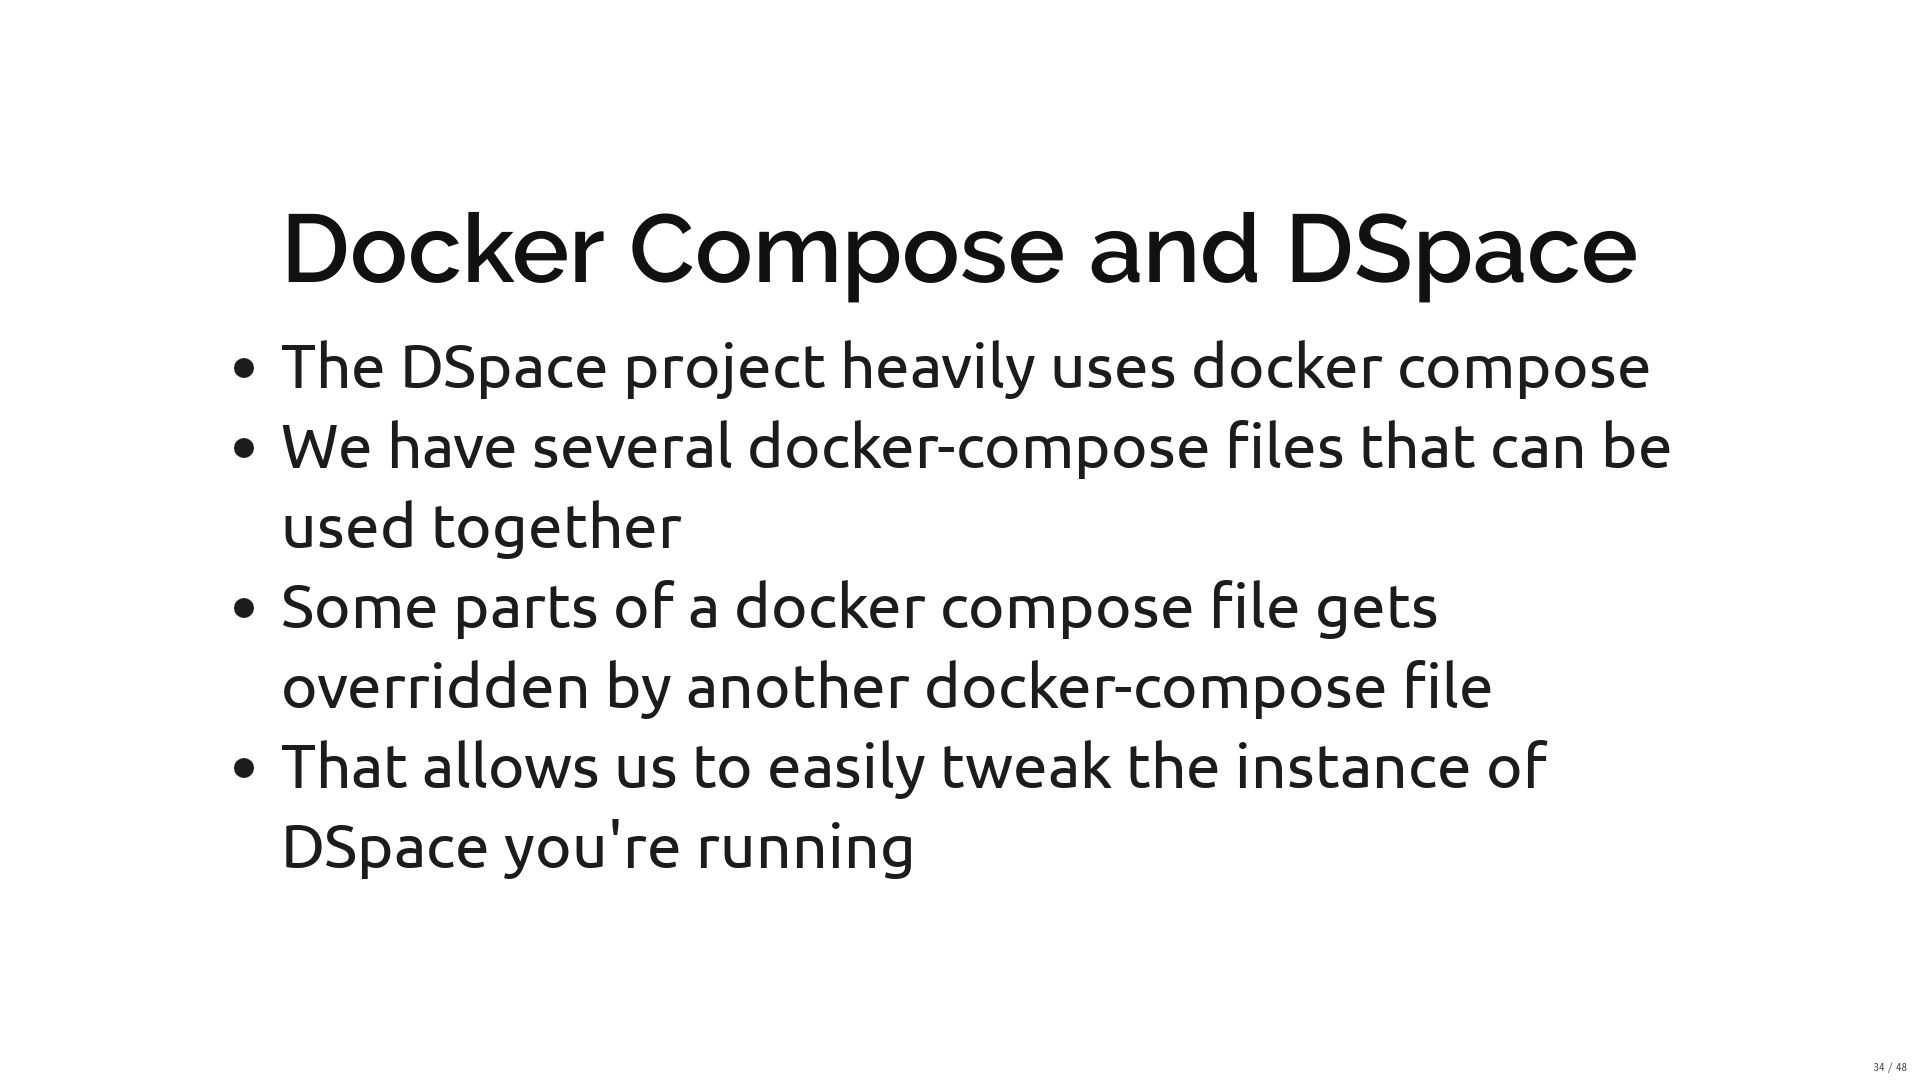 Docker Compose and DSpace
• The DSpace project heavily uses docker compose
• We have several docker-compose files that can be
used together
• Some parts of a docker compose file gets
overridden by another docker-compose file
• That allows us to easily tweak the instance of
DSpace you're running
34 / 48